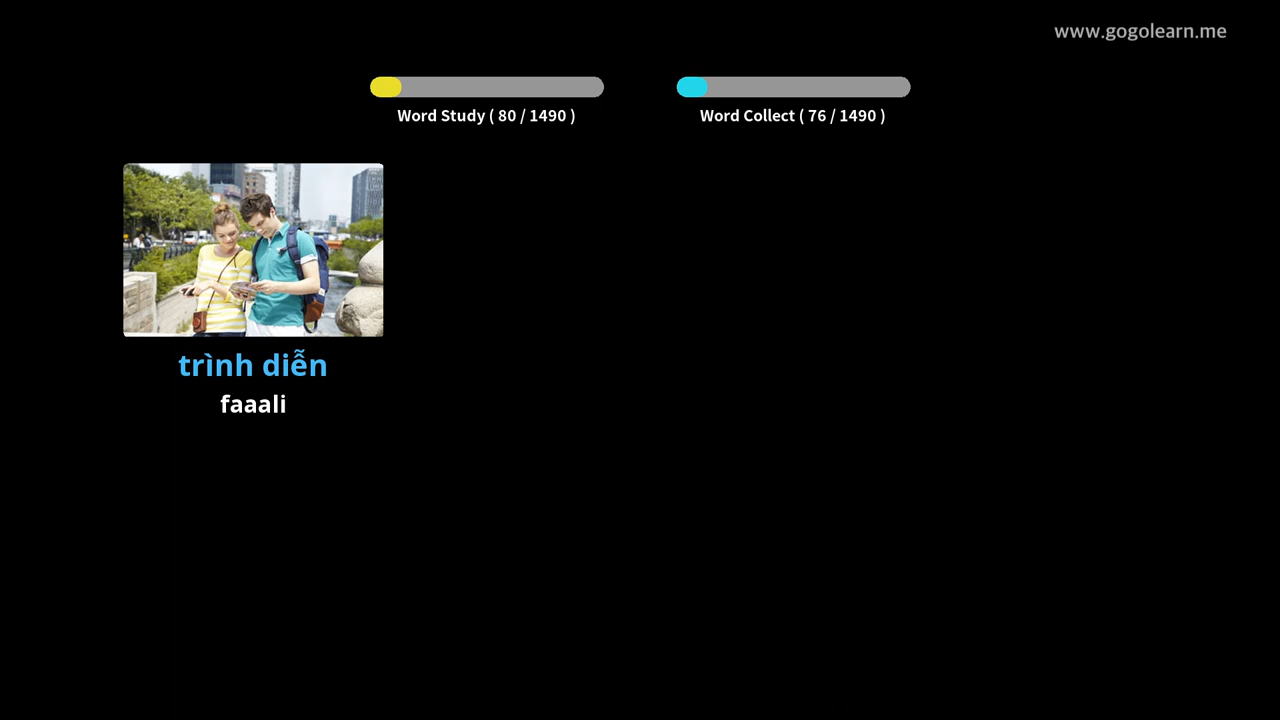 www.gogolearn.me
Word Study ( 80 / 1490 )
Word Collect ( 76 / 1490 )
trình diễn
faaali